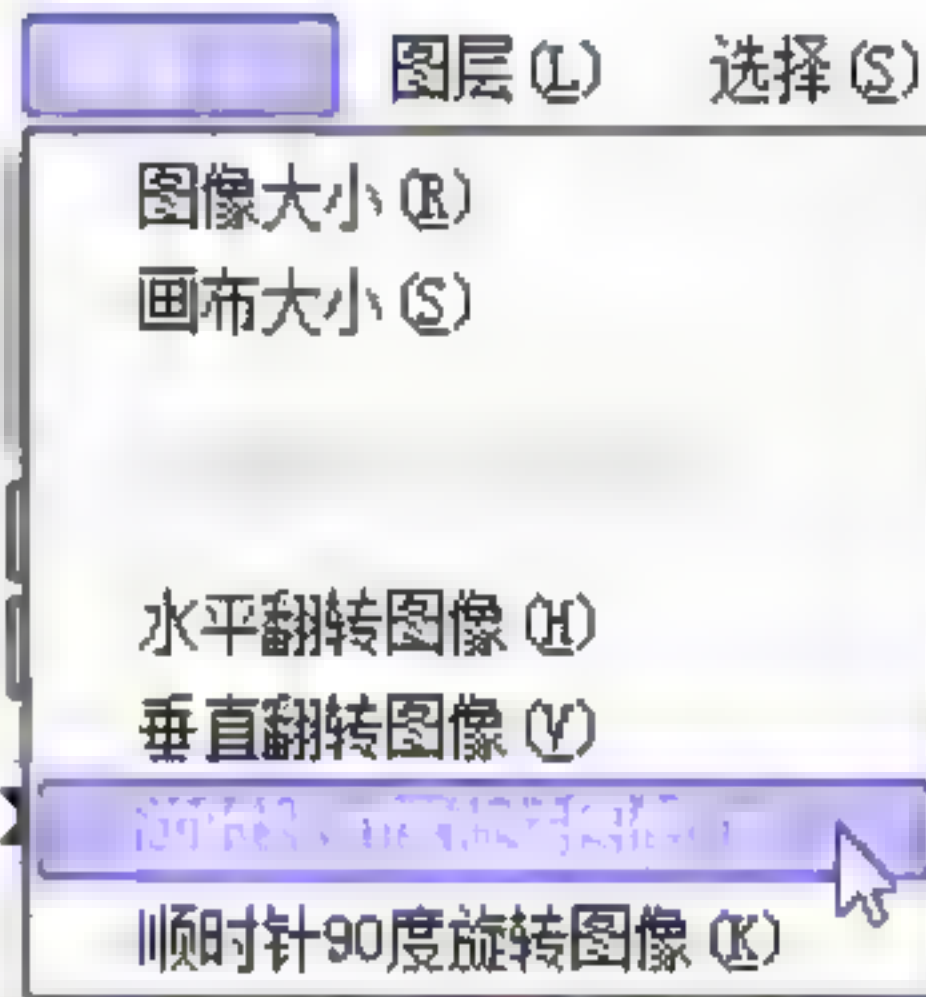 图层(L) 选择(S)
图像大小(R)
画布大小(S)
水平翻转图像(H)
垂直翻转图像(V)
顺时针90度旋转图像(K)